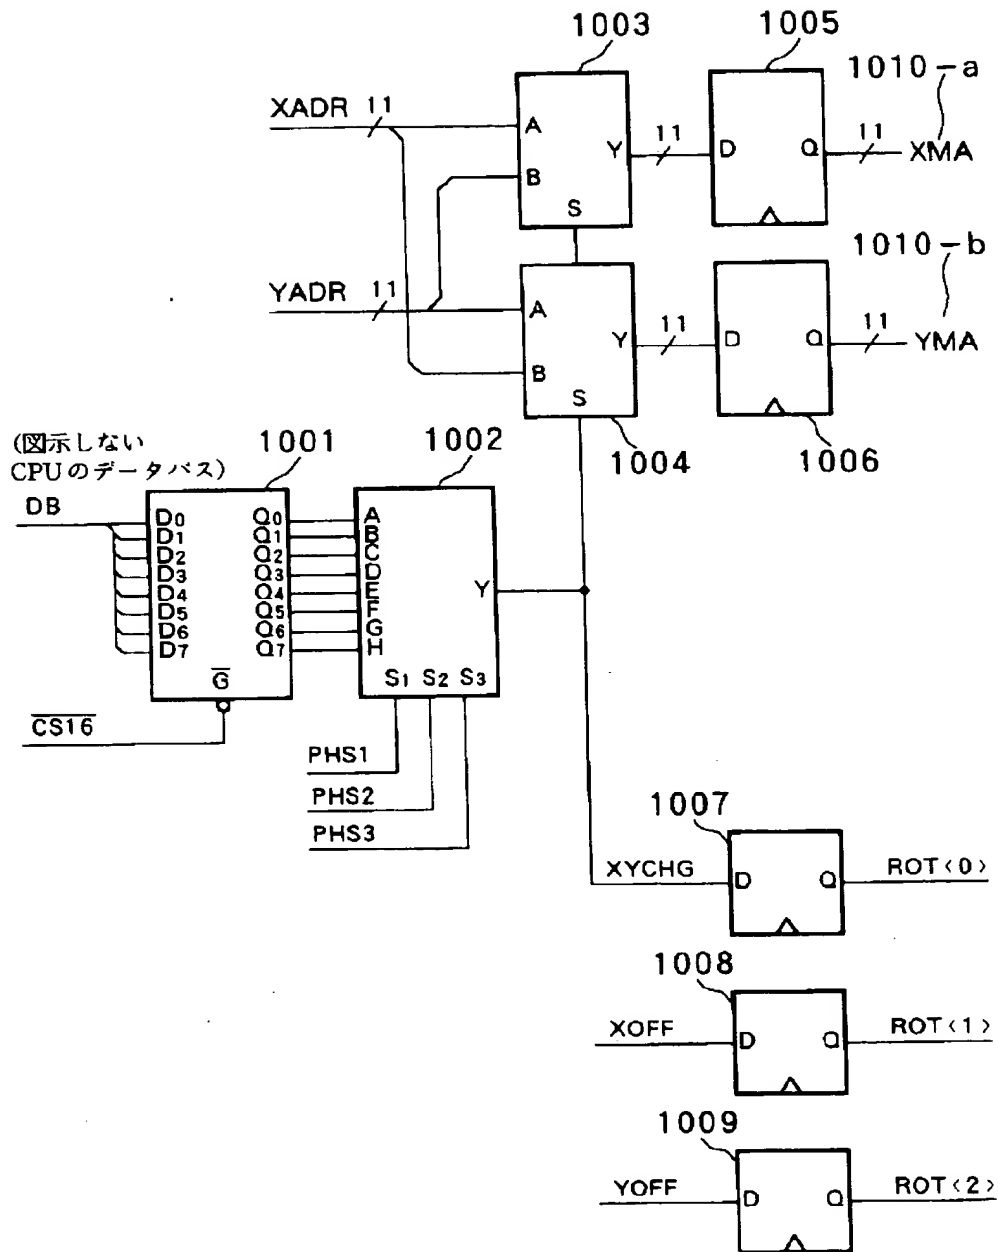 1003
1005
1010-a
XADR 11
A
B
Y
S
11
D
Q
11
XMA
1010-b
YADR 11
A
B
Y
S
11
D
Q
11
YMA
1004
1006
(図示しない
CPUのデータバス)
DB
1001
1002
D0
D1
D2
D3
D4
D5
D6
D7
Q0
Q1
Q2
Q3
Q4
Q5
Q6
Q7
G
A
B
C
D
E
F
G
H
Y
S1 S2 S3
CS16
PHS1
PHS2
PHS3
1007
XYCHG
D
Q
ROT<0>
1008
XOFF
D
Q
ROT<1>
1009
YOFF
D
Q
ROT<2>